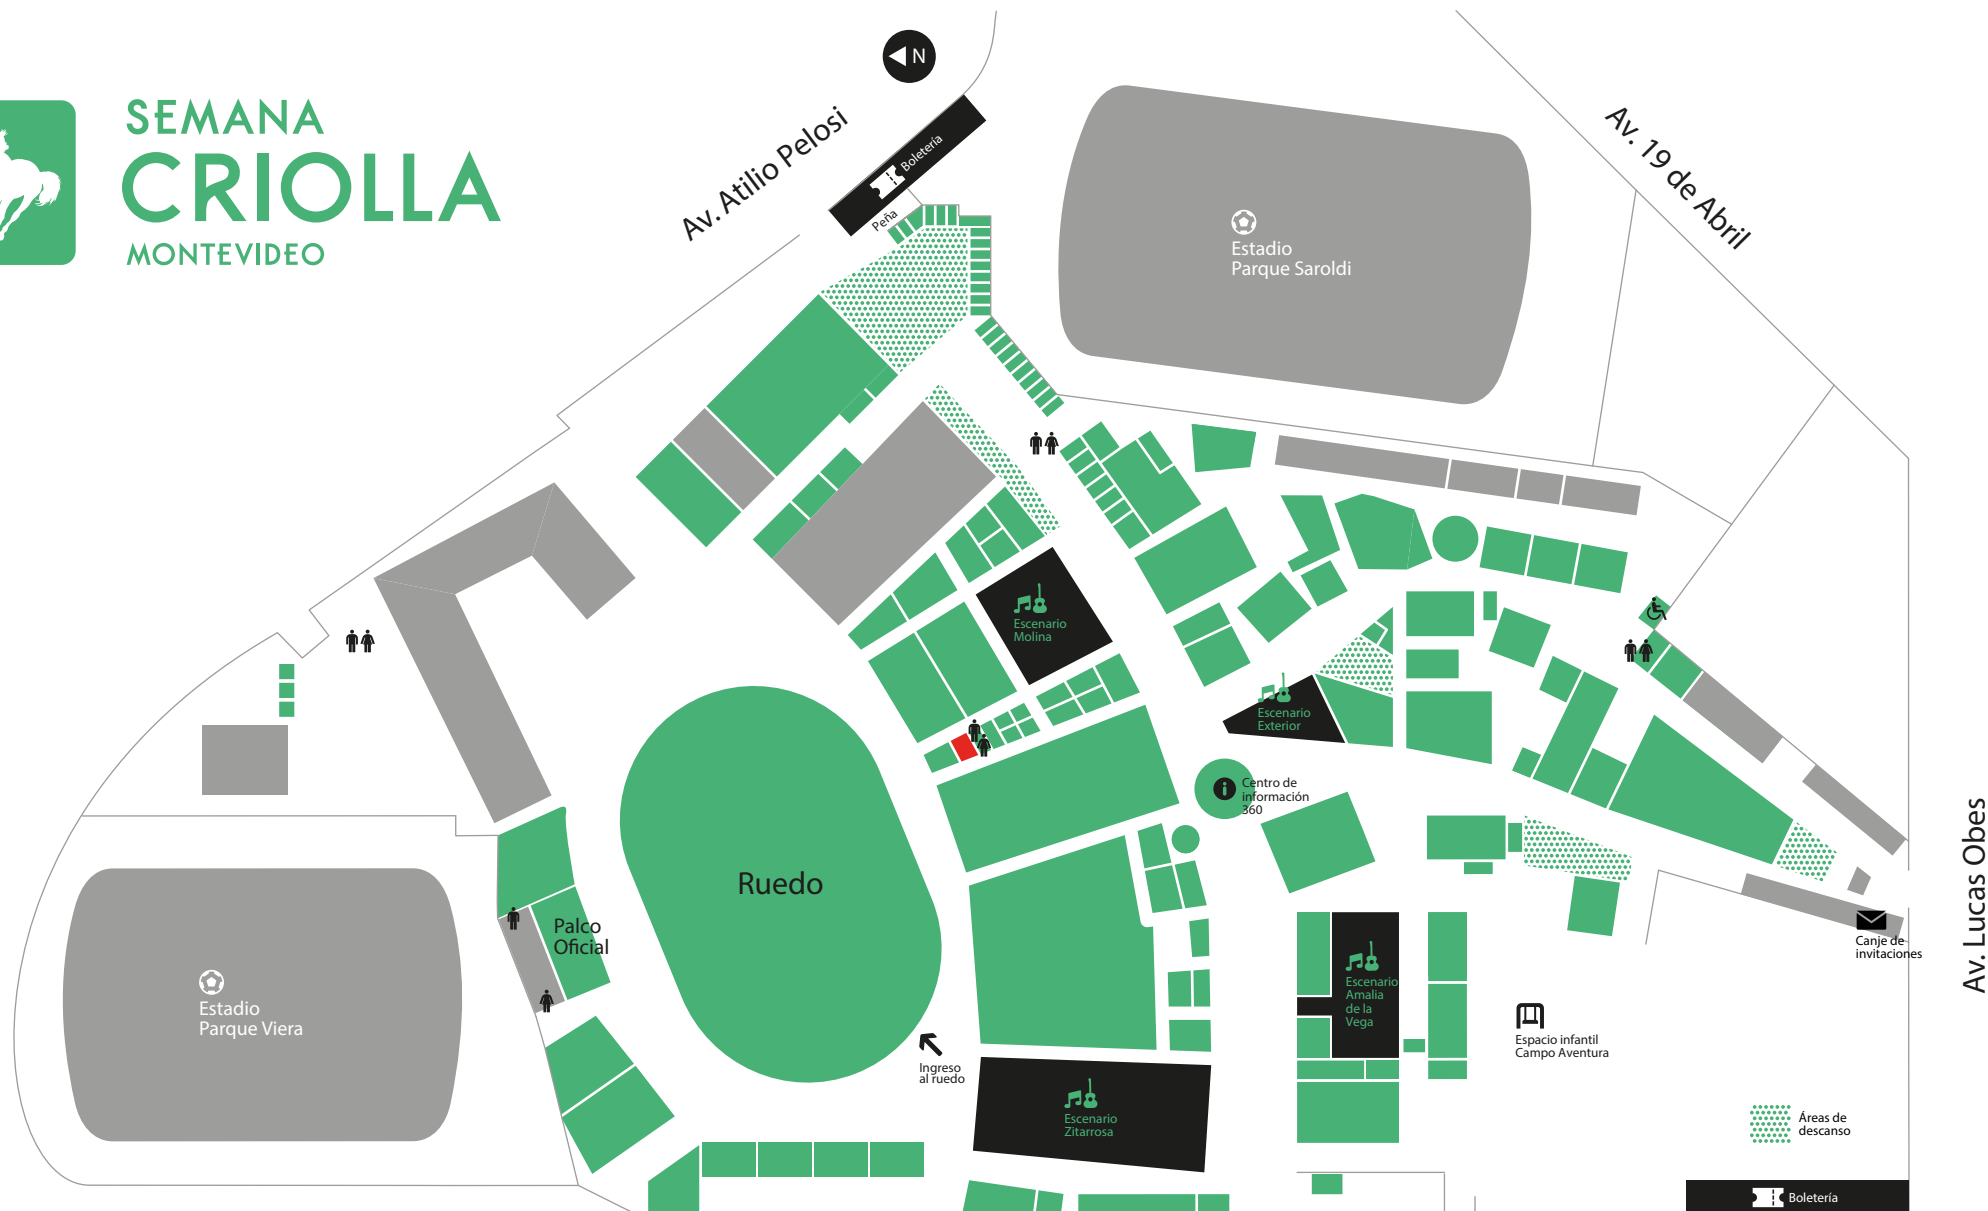 SEMANA
CRIOLLA
MONTEVIDEO
N
Av. Atilio Pelosi
Boletería
Peña
Av. 19 de Abril
Estadio
Parque Saroldi
Escenario
Molina
Escenario
Exterior
Centro de
información
360
Ruedo
Palco
Oficial
Estadio
Parque Viera
Ingreso
al ruedo
Escenario
Zitarrosa
Escenario
Amalia
de la
Vega
Espacio infantil
Campo Aventura
Canje de
invitaciones
Av. Lucas Obes
Áreas de
descanso
Boletería